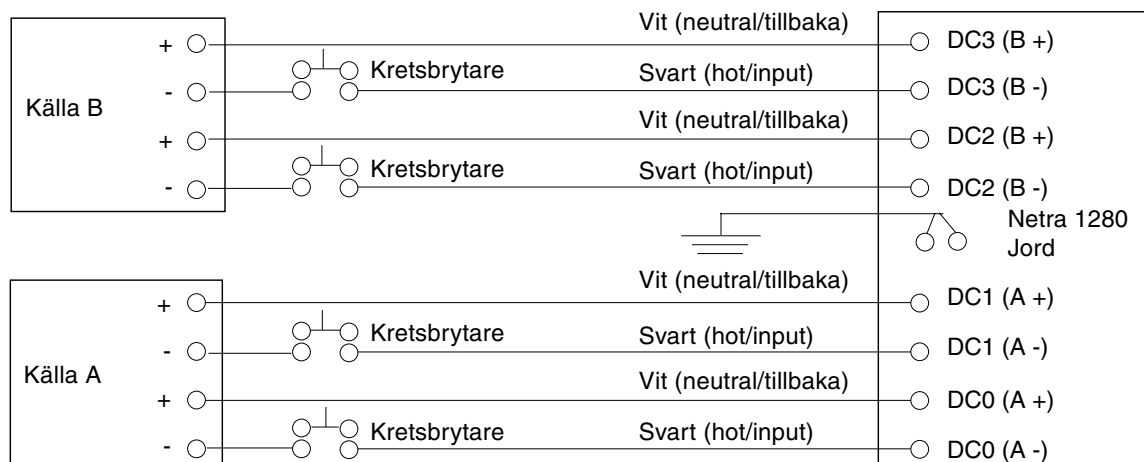 Vit (neutral/tillbaka)
+ DC3 (B +)
Kretsbrytare Svart (hot/input)
- DC3 (B -)
Källa B
Vit (neutral/tillbaka)
+ DC2 (B +)
Kretsbrytare Svart (hot/input)
- DC2 (B -)
Netra 1280
Jord
Vit (neutral/tillbaka)
+ DC1 (A +)
Kretsbrytare Svart (hot/input)
- DC1 (A -)
Källa A
Vit (neutral/tillbaka)
+ DC0 (A +)
Kretsbrytare Svart (hot/input)
- DC0 (A -)